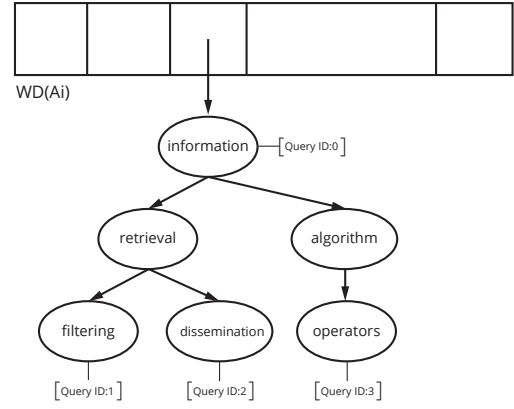 WD(Ai)
information
[Query ID:0]
retrieval
algorithm
filtering
dissemination
operators
[Query ID:1]
[Query ID:2]
[Query ID:3]